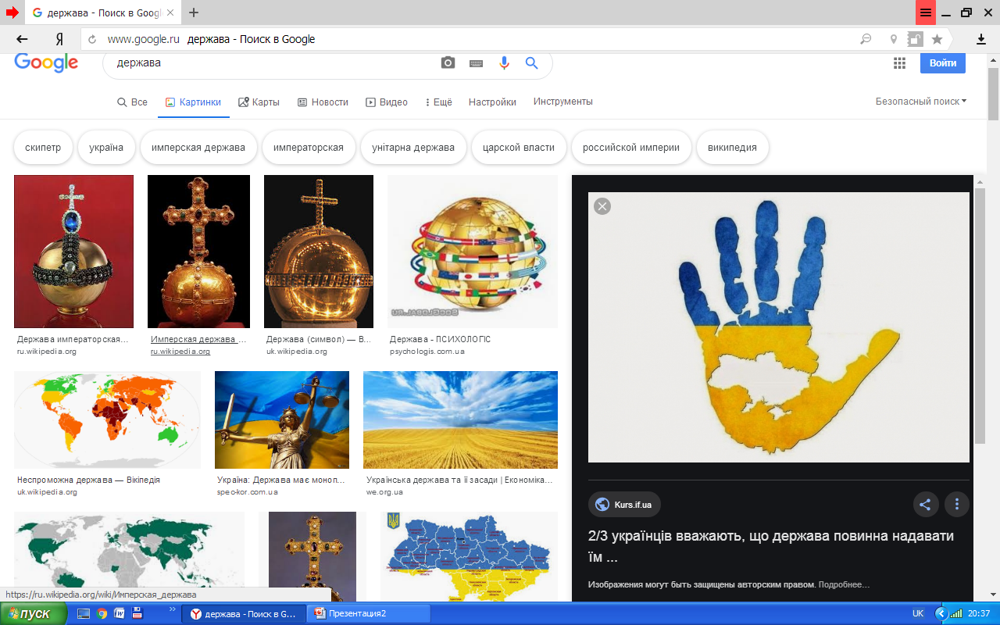 держава - Поиск в Googl
www.google.ru держава - Поиск в Google
Google
держава
Войти
Все
Картинки
Карты
Новости
Видео
Ещё
Настройки
Инструменты
Безопасный поиск
скипетр
україна
имперская держава
императорская
унітарна держава
царской власти
российской империи
википедия
Держава императорская...
ru.wikipedia.org
Имперская держава ...
ru.wikipedia.org
Держава (символ) — В...
uk.wikipedia.org
Держава - ПСИХОЛОГІС
psychologis.com.ua
Неспроможна держава — Вікіпедія
uk.wikipedia.org
Україна: Держава має моноп...
spec-kor.com.ua
Українська держава та її засади | Економіка...
we.org.ua
Kurs.if.ua
2/3 українців вважають, що держава повинна надавати
їм ...
Изображения могут быть защищены авторским правом. Подробнее...
https://ru.wikipedia.org/wiki/Имперская_держава
пуск
держава - Поиск в G...
Презентация2
UK
20:37